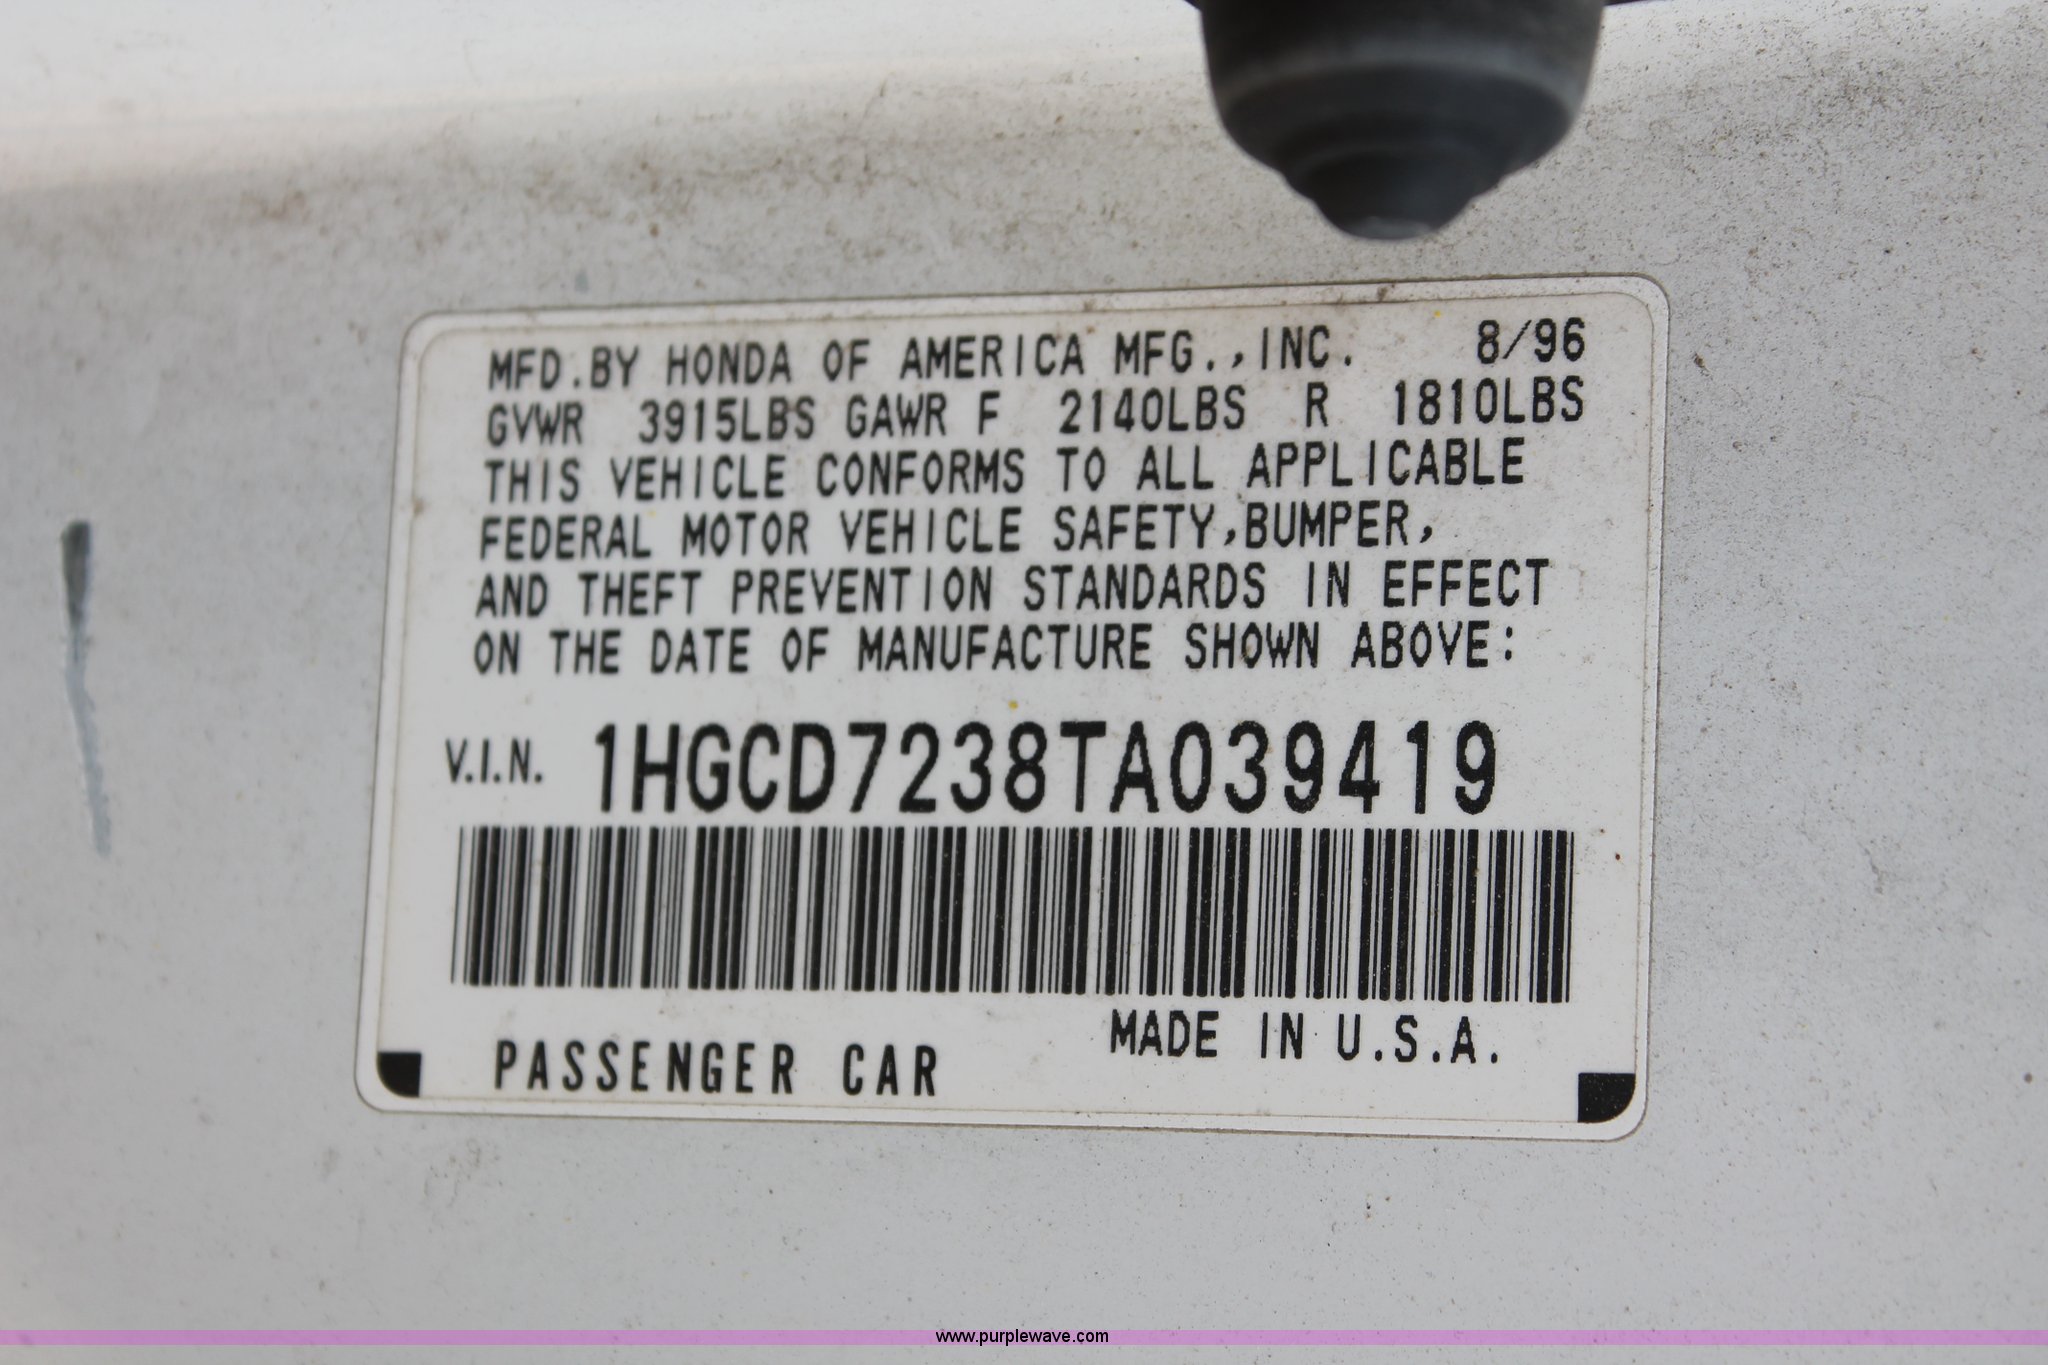 MFD.BY HONDA OF AMERICA MFG.,INC. 8/96
GVWR 3915LBS GAWR F 2140LBS R 1810LBS
THIS VEHICLE CONFORMS TO ALL APPLICABLE
FEDERAL MOTOR VEHICLE SAFETY,BUMPER,
AND THEFT PREVENTION STANDARDS IN EFFECT
ON THE DATE OF MANUFACTURE SHOWN ABOVE:
V.I.N. 1HGCD7238TA039419
PASSENGER CAR MADE IN U.S.A.
www.purplewave.com